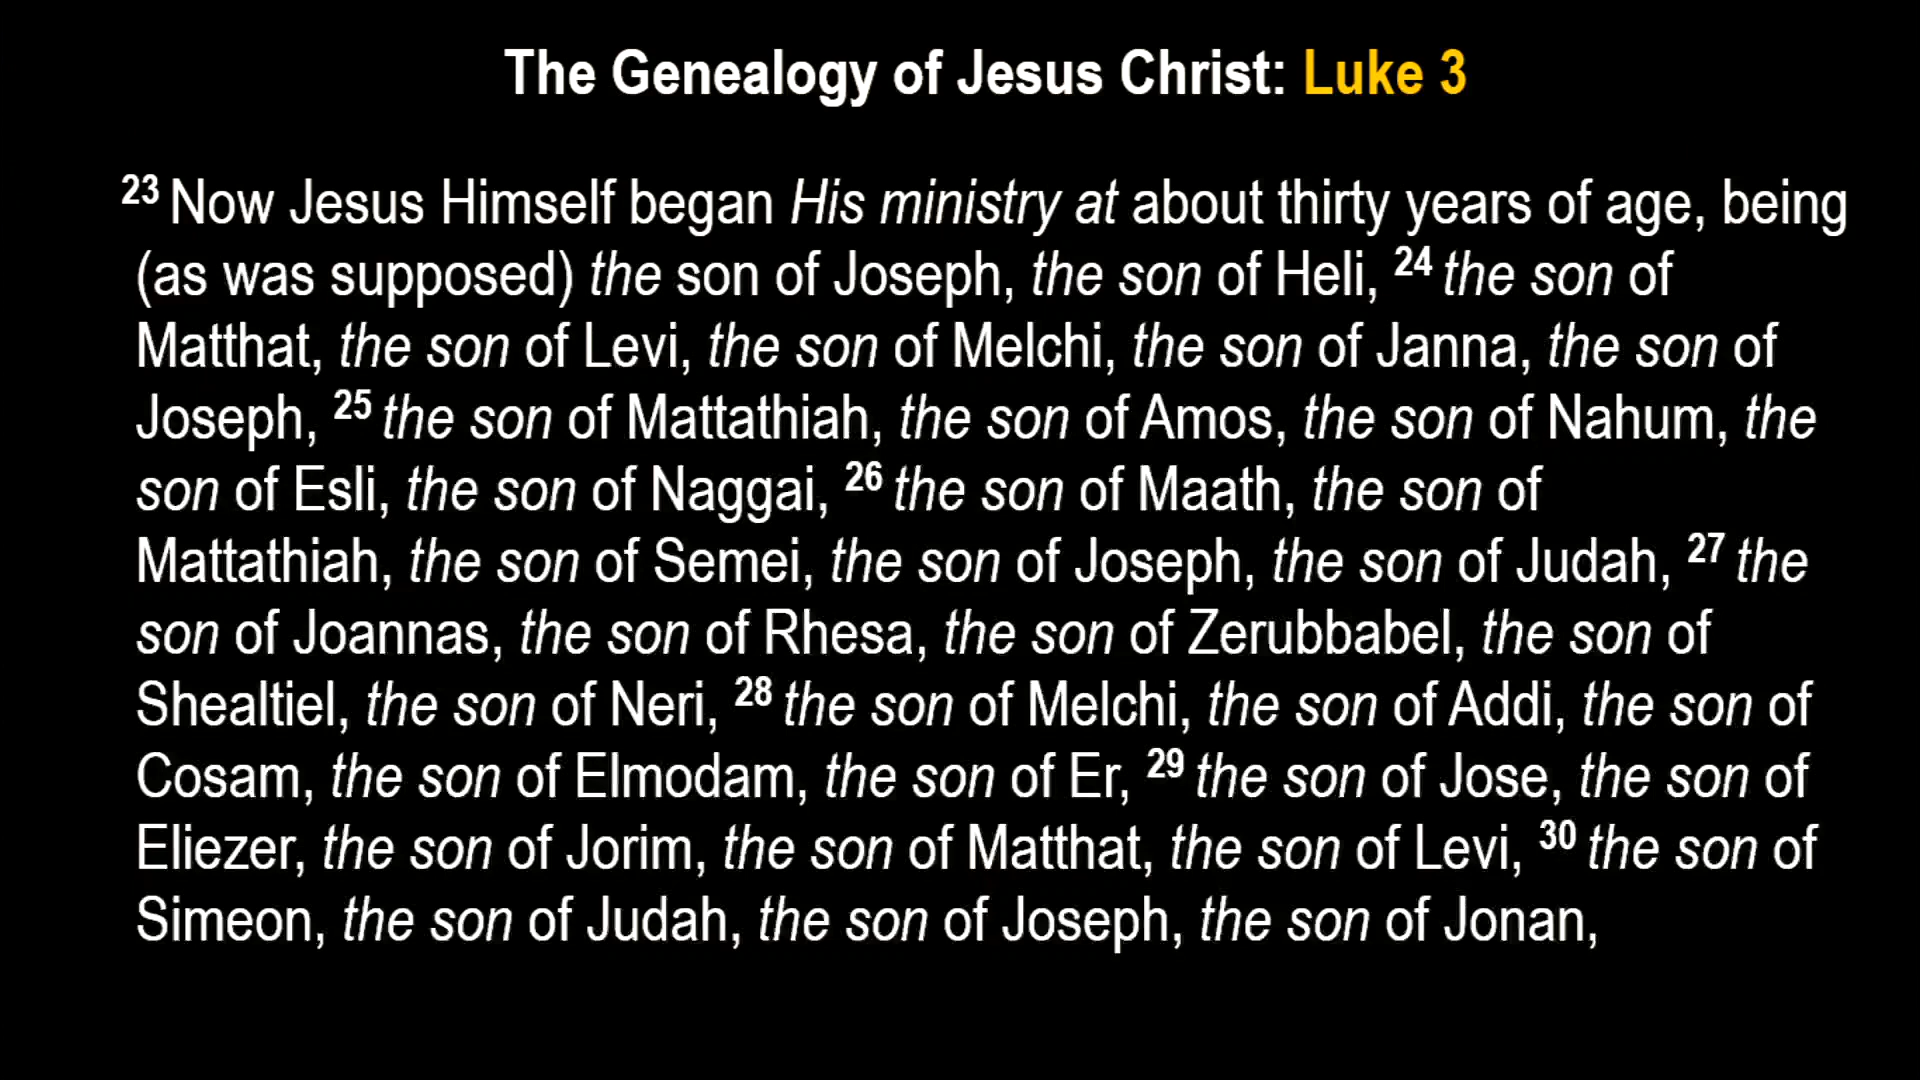 The Genealogy of Jesus Christ: Luke 3
23 Now Jesus Himself began His ministry at about thirty years of age, being
(as was supposed) the son of Joseph, the son of Heli, 24 the son of
Matthat, the son of Levi, the son of Melchi, the son of Janna, the son of
Joseph, 25 the son of Mattathiah, the son of Amos, the son of Nahum, the
son of Esli, the son of Naggai, 26 the son of Maath, the son of
Mattathiah, the son of Semei, the son of Joseph, the son of Judah, 27 the
son of Joannas, the son of Rhesa, the son of Zerubbabel, the son of
Shealtiel, the son of Neri, 28 the son of Melchi, the son of Addi, the son of
Cosam, the son of Elmodam, the son of Er, 29 the son of Jose, the son of
Eliezer, the son of Jorim, the son of Matthat, the son of Levi, 30 the son of
Simeon, the son of Judah, the son of Joseph, the son of Jonan,